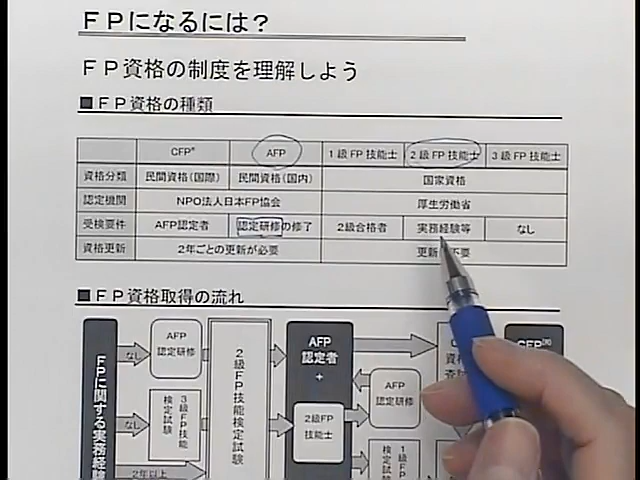 ＦＰになるには？
ＦＰ資格の制度を理解しよう
■ＦＰ資格の種類
CFP® AFP １級ＦＰ技能士 ２級ＦＰ技能士 ３級ＦＰ技能士
資格分類 民間資格(国際) 民間資格(国内) 国家資格
認定機関 NPO法人日本FP協会 厚生労働省
受検要件 AFP認定者 認定研修の修了 2級合格者 実務経験等 なし
資格更新 2年ごとの更新が必要 更新 不要
■ＦＰ資格取得の流れ
FPに関する実務経験
なし
AFP
認定研修
なし
3級FP技能
検定試験
2年以上
2級FP技能検定試験
AFP
認定者
+
2級FP
技能士
AFP
認定研修
1級FP
検定試
資格
CFP